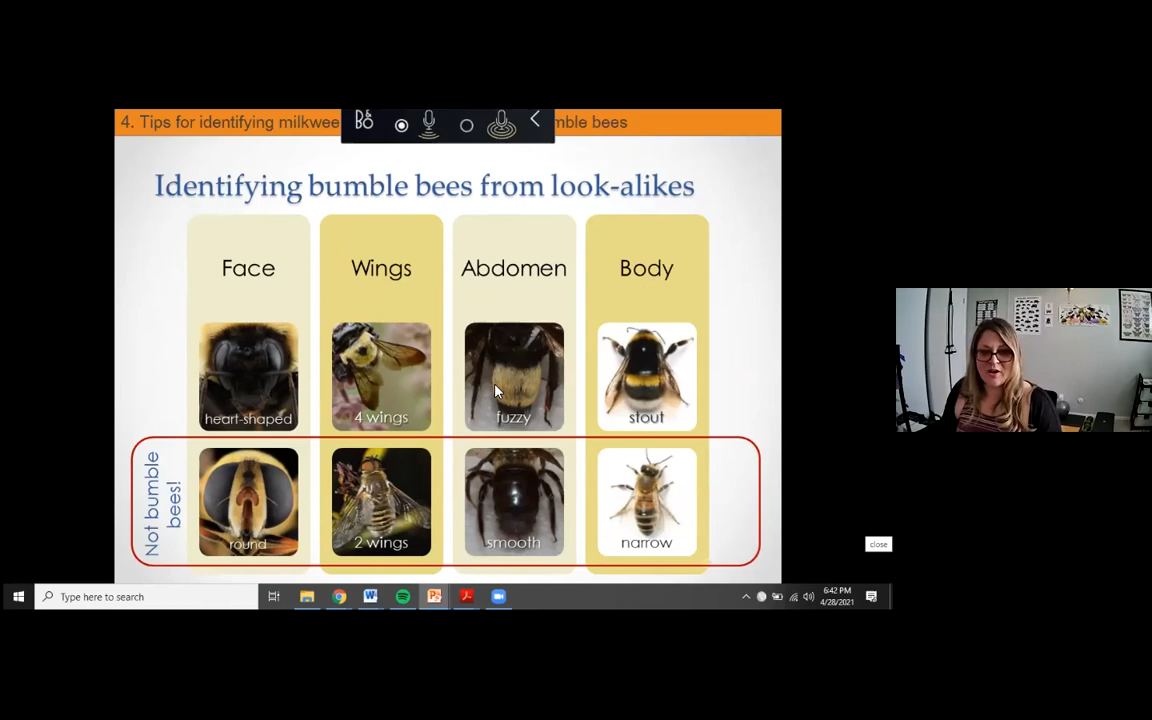 4. Tips for identifying milkwee
mble bees
Identifying bumble bees from look-alikes
Face
Wings
Abdomen
Body
heart-shaped
4 wings
fuzzy
stout
Not bumble
bees!
round
2 wings
smooth
narrow
close
Type here to search
6:42 PM
4/28/2021